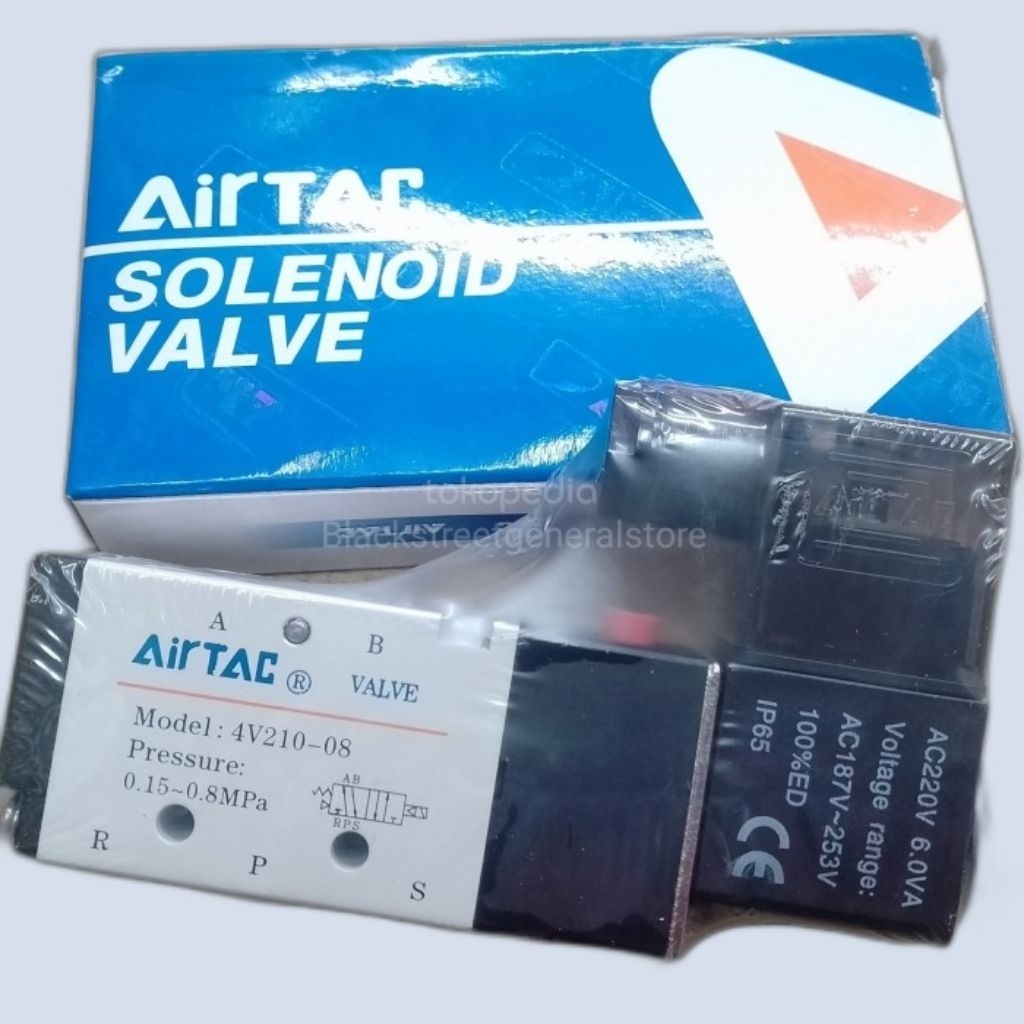 AirTAC
SOLENOID
VALVE
tokopedia
Blackstreetgeneralstore
A
B
AirTAC ®
VALVE
Model: 4V210-08
Pressure:
0.15~0.8MPa
AB
RPS
R
P
S
AC220V 6.0VA
Voltage range:
AC187V~253V
100%ED
IP65
CE